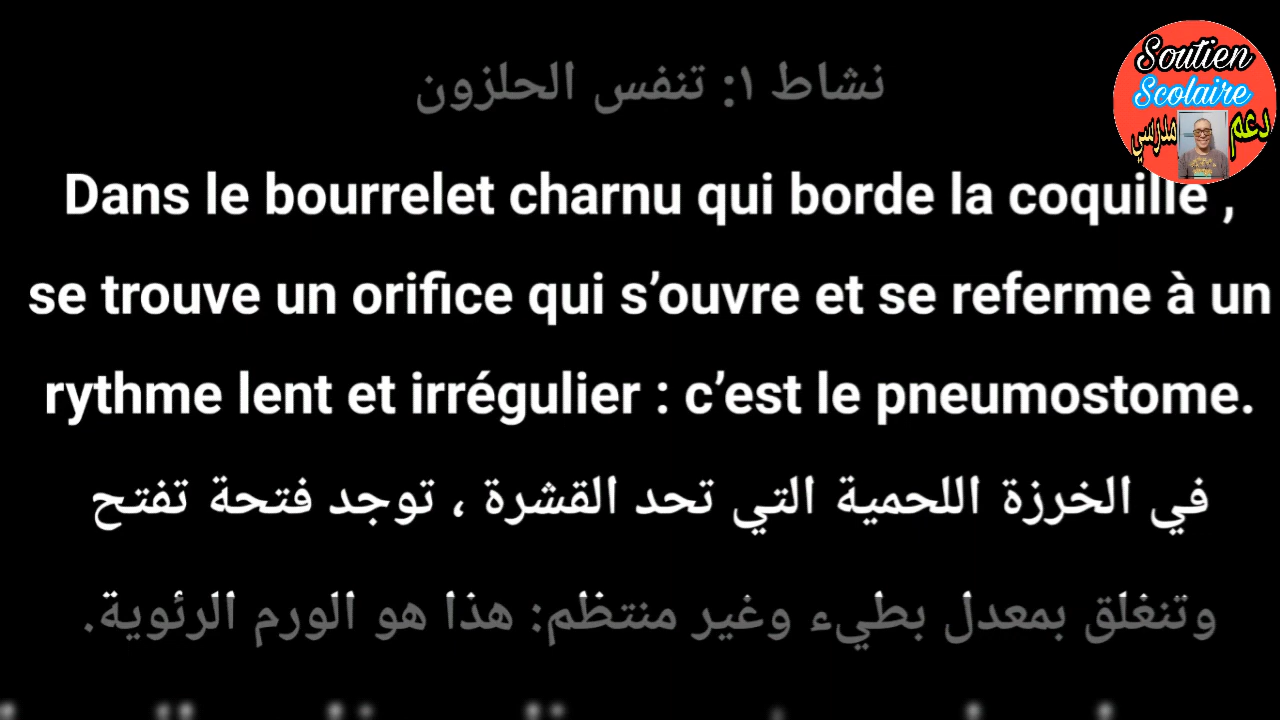 Soutien
Scolaire
دعم مدرسي
نشاط ١: تنفس الحلزون
Dans le bourrelet charnu qui borde la coquille ,
se trouve un orifice qui s’ouvre et se referme à un
rythme lent et irrégulier : c’est le pneumostome.
في الخرزة اللحمية التي تحد القشرة ، توجد فتحة تفتح
وتنغلق بمعدل بطيء وغير منتظم: هذا هو الورم الرئوية.